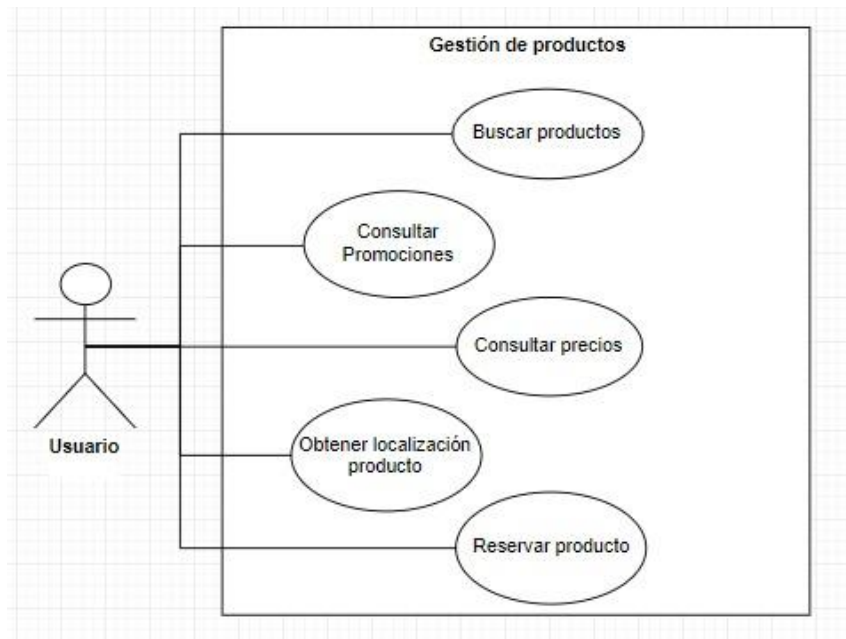 Gestión de productos
Buscar productos
Consultar
Promociones
Consultar precios
Obtener localización
producto
Usuario
Reservar producto